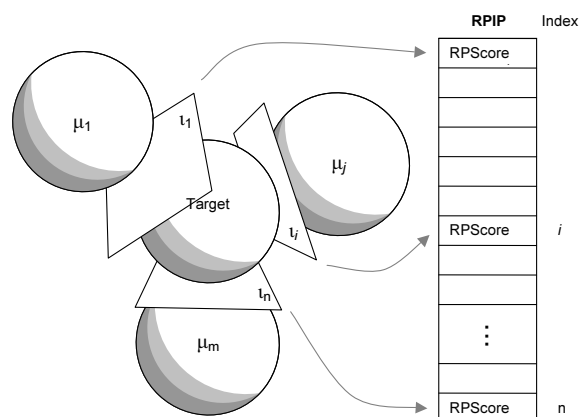 RPIP Index
RPScore
μ1
ι1
μj
Target
RPScore i
ιi
ιn
μm
RPScore n